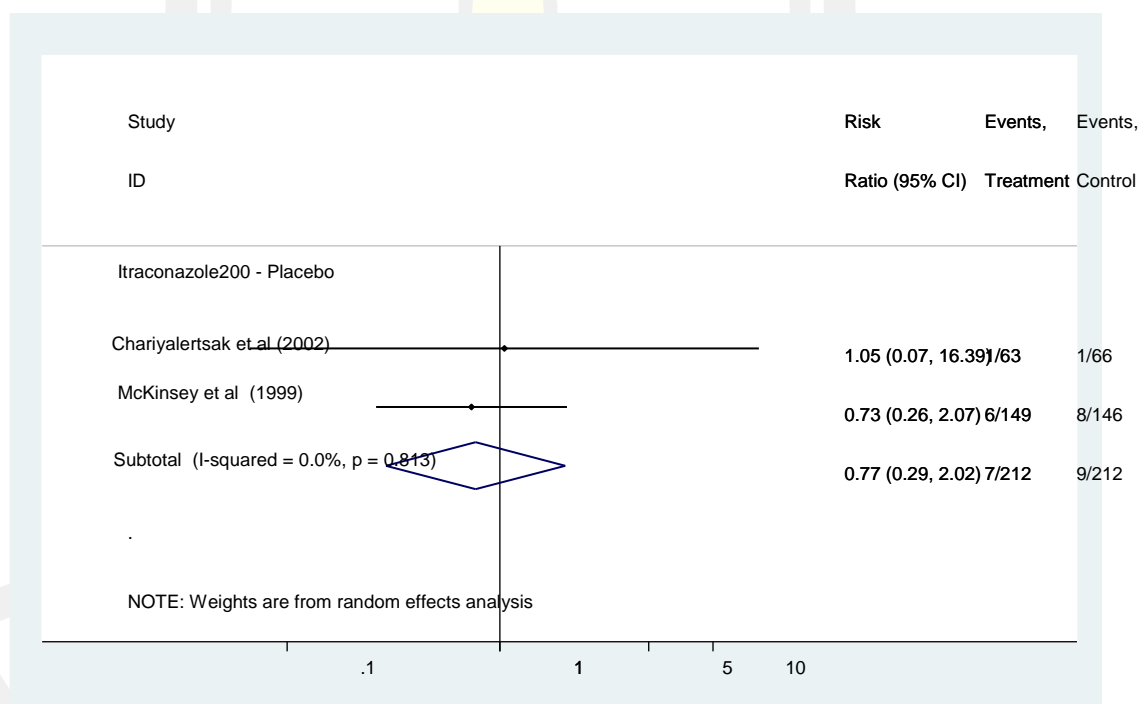 Study Risk Events, Events,
ID Ratio (95% CI) Treatment Control
Itraconazole200 - Placebo
Chariyalertsak et al (2002) 1.05 (0.07, 16.39) 1/63 1/66
McKinsey et al (1999) 0.73 (0.26, 2.07) 6/149 8/146
Subtotal (I-squared = 0.0%, p = 0.813) 0.77 (0.29, 2.02) 7/212 9/212
.
NOTE: Weights are from random effects analysis
.1 1 5 10